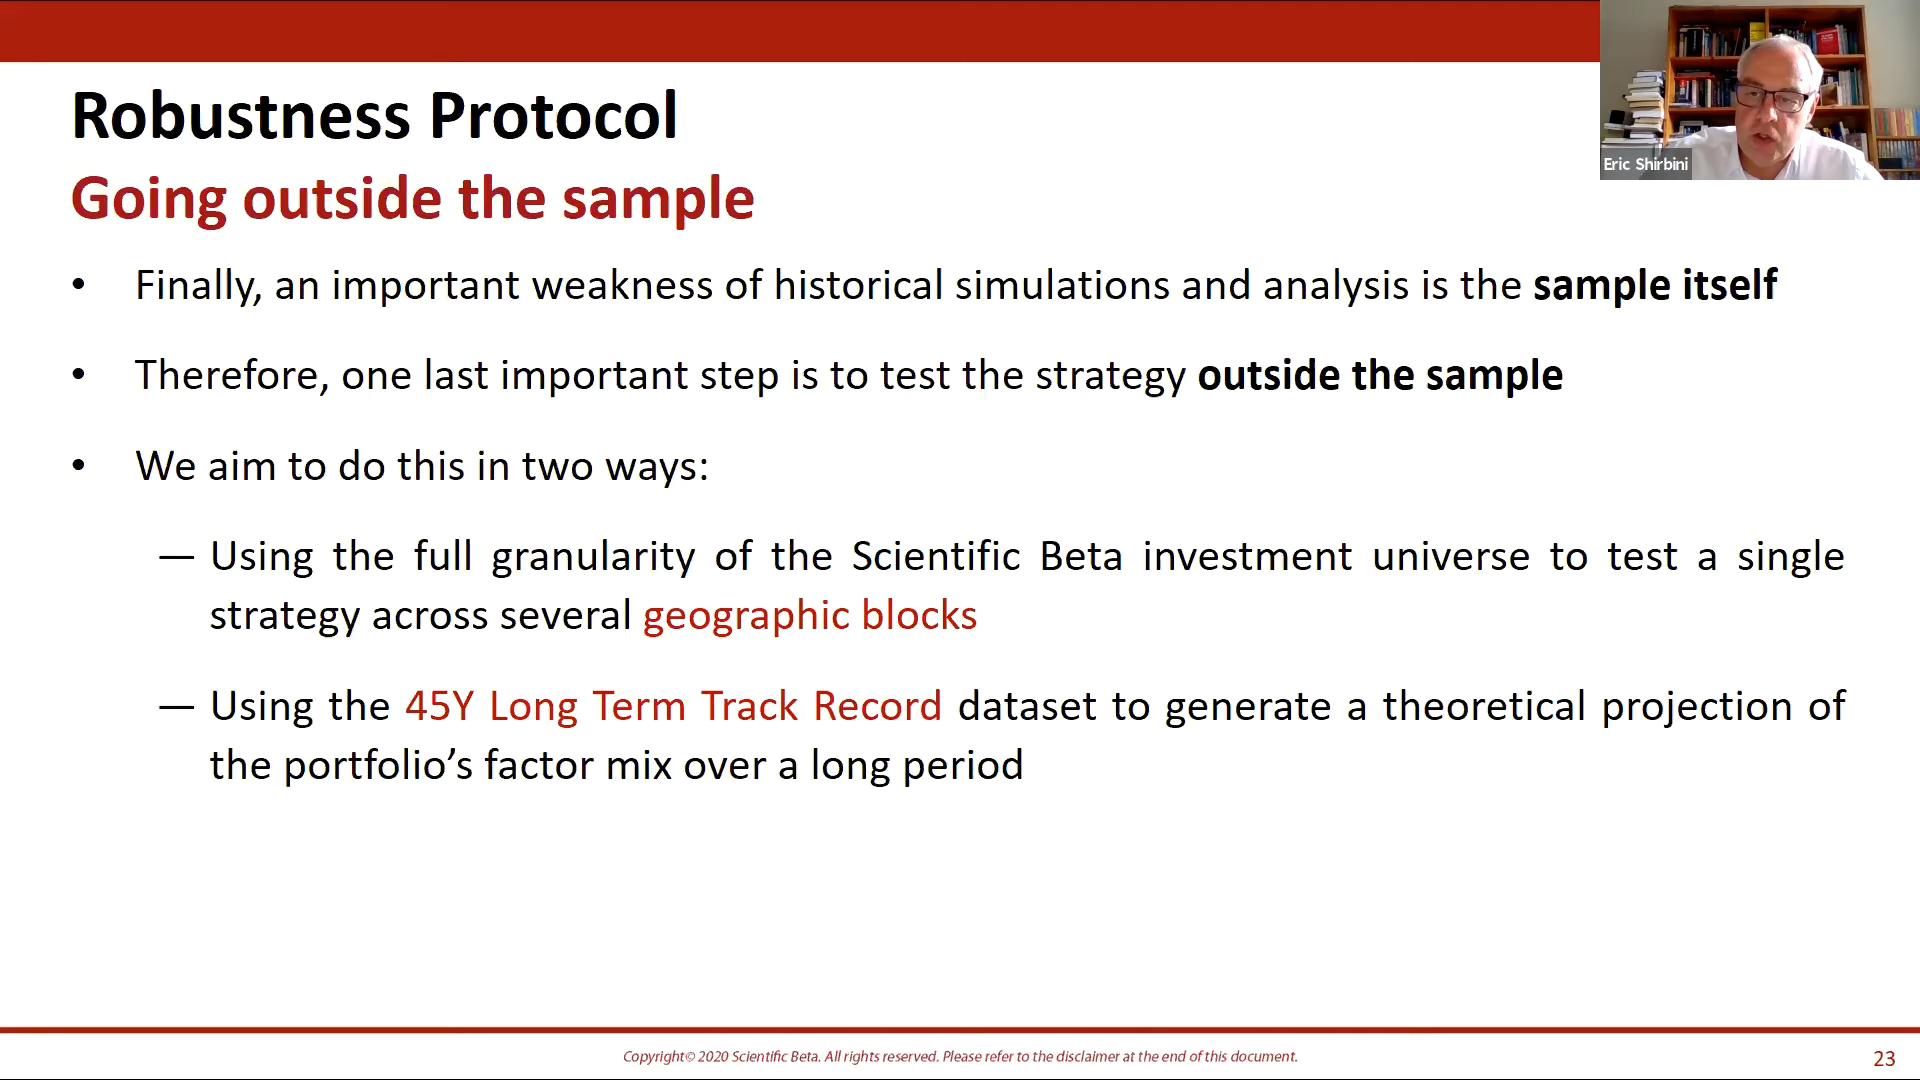 Robustness Protocol
Going outside the sample
Eric Shirbini
• Finally, an important weakness of historical simulations and analysis is the sample itself
• Therefore, one last important step is to test the strategy outside the sample
• We aim to do this in two ways:
— Using the full granularity of the Scientific Beta investment universe to test a single
strategy across several geographic blocks
— Using the 45Y Long Term Track Record dataset to generate a theoretical projection of
the portfolio’s factor mix over a long period
Copyright© 2020 Scientific Beta. All rights reserved. Please refer to the disclaimer at the end of this document.
23